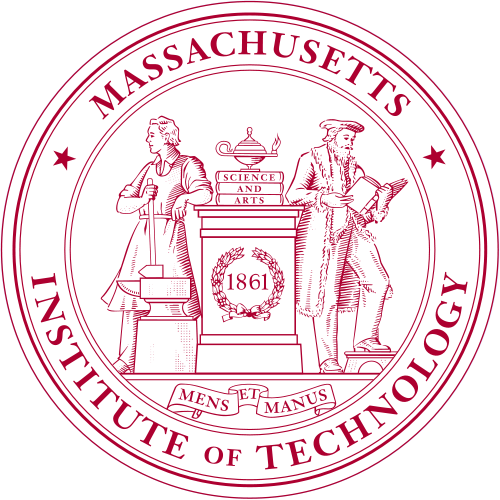 MASSACHUSETTS
SCIENCE
AND
ARTS
1861
MENS ET MANUS
INSTITUTE OF TECHNOLOGY